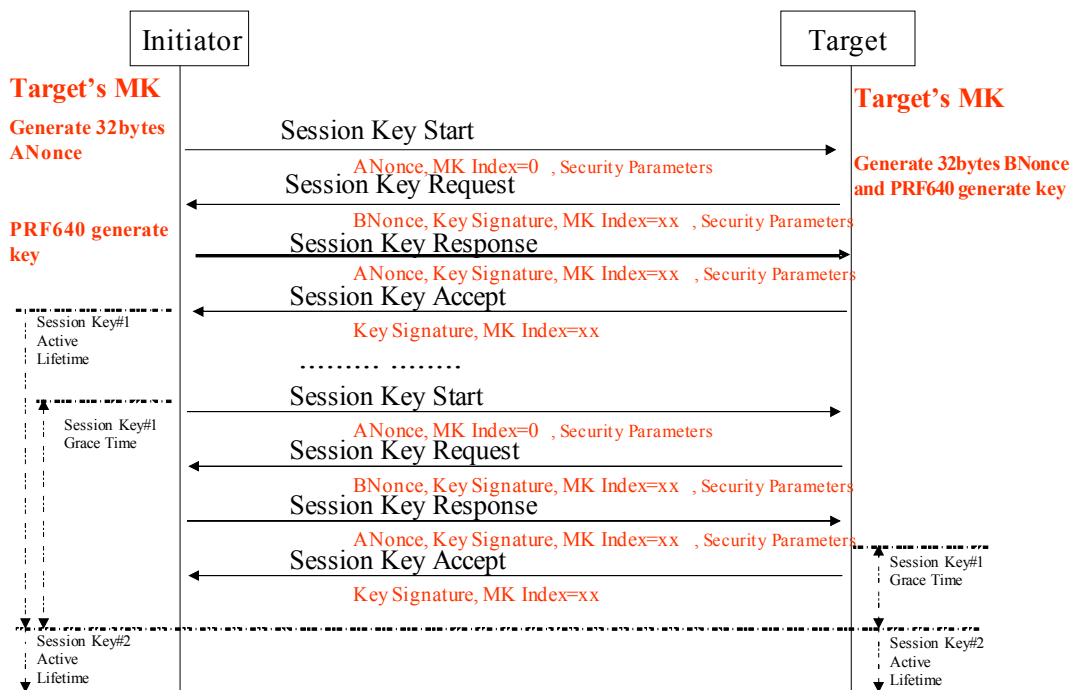 Initiator
Target
Target's MK
Target's MK
Generate 32bytes
ANonce
Session Key Start
ANonce, MK Index=0 , Security Parameters
Generate 32bytes BNonce
and PRF640 generate key
Session Key Request
BNonce, Key Signature, MK Index=xx , Security Parameters
PRF640 generate
key
Session Key Response
ANonce, Key Signature, MK Index=xx , Security Parameters
Session Key Accept
Key Signature, MK Index=xx
Session Key#1
Active
Lifetime
......... ........
Session Key Start
ANonce, MK Index=0 , Security Parameters
Session Key#1
Grace Time
Session Key Request
BNonce, Key Signature, MK Index=xx , Security Parameters
Session Key Response
ANonce, Key Signature, MK Index=xx , Security Parameters
Session Key Accept
Key Signature, MK Index=xx
Session Key#1
Grace Time
Session Key#2
Active
Lifetime
Session Key#2
Active
Lifetime